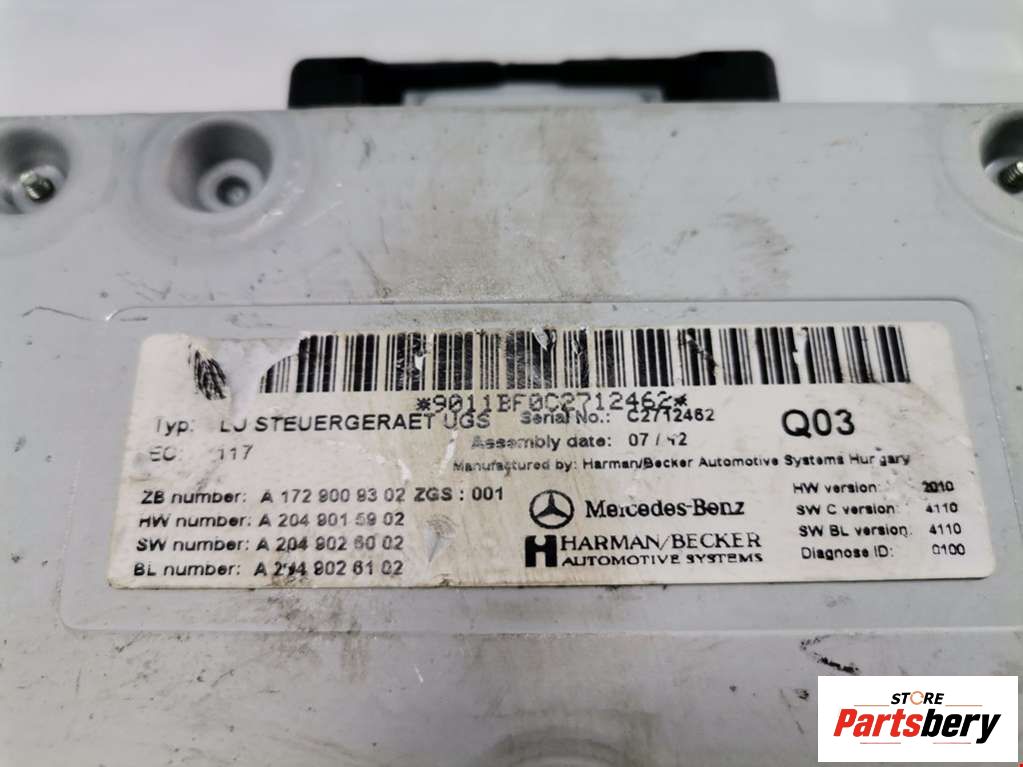 *9011BF0C2712462*
Typ: STEUERGERAET UGS Serial No.: C2712462 Q03
117 Assembly date: 07 /
Manufactured by: Harman/Becker Automotive Systems Hungary
ZB number: A 172 900 93 02 ZGS : 001
HW number: A 204 901 59 02
SW number: A 204 902 60 02
BL number: A 204 902 61 02
Mercedes-Benz
HARMAN/BECKER
AUTOMOTIVE SYSTEMS
HW version: 2010
SW C version: 4110
SW BL version: 4110
Diagnose ID: 0100
STORE
Partsbery